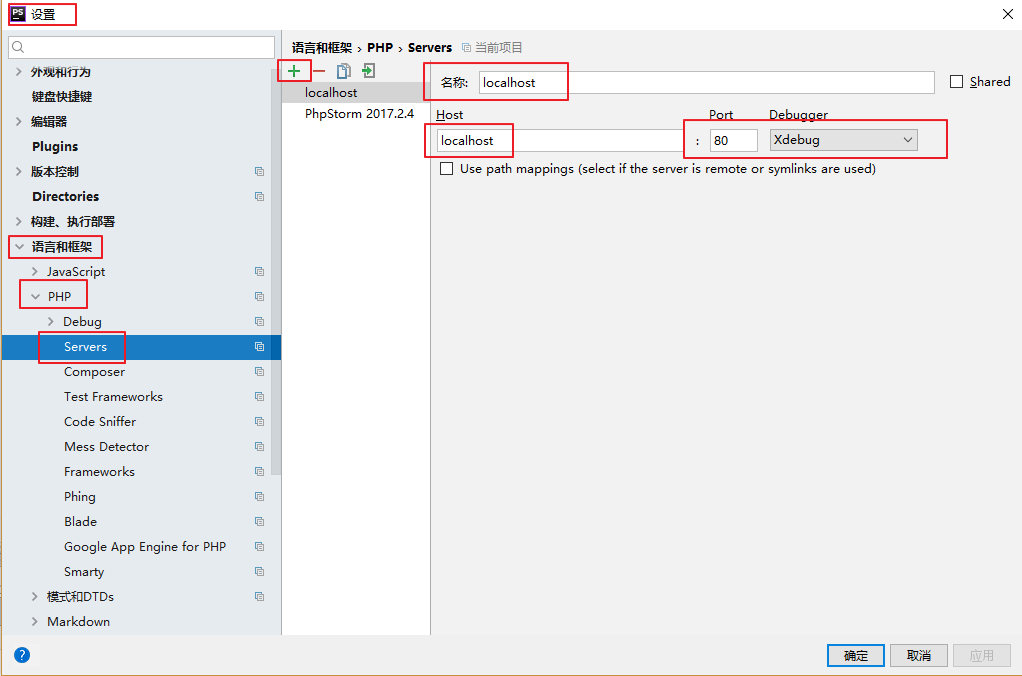 PS 设置
语言和框架 › PHP › Servers 当前项目
外观和行为
键盘快捷键
编辑器
Plugins
版本控制
Directories
构建、执行部署
语言和框架
JavaScript
PHP
Debug
Servers
Composer
Test Frameworks
Code Sniffer
Mess Detector
Frameworks
Phing
Blade
Google App Engine for PHP
Smarty
模式和DTDs
Markdown
localhost
PhpStorm 2017.2.4
名称: localhost
Shared
Host Port Debugger
localhost : 80 Xdebug
Use path mappings (select if the server is remote or symlinks are used)
?
确定 取消 应用